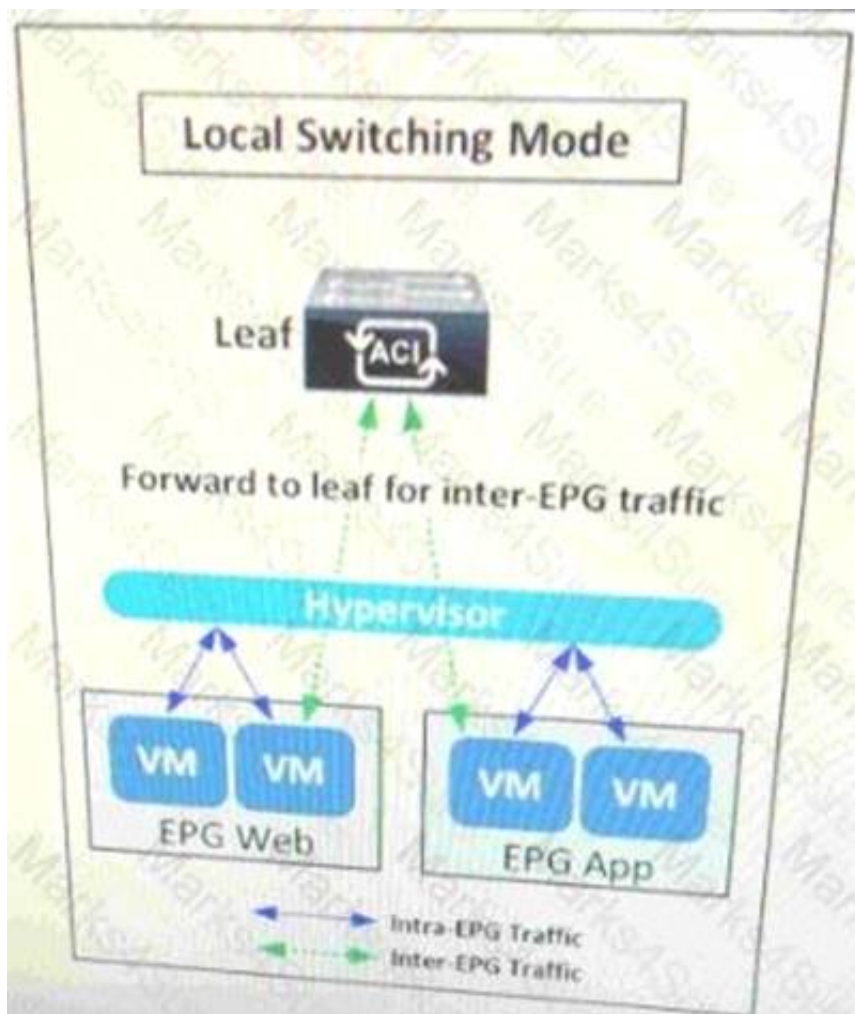 Local Switching Mode
Leaf
ACI
Forward to leaf for inter-EPG traffic
Hypervisor
VM VM VM VM
EPG Web
EPG App
Intra-EPG Traffic
Inter-EPG Traffic
Marks4Sure